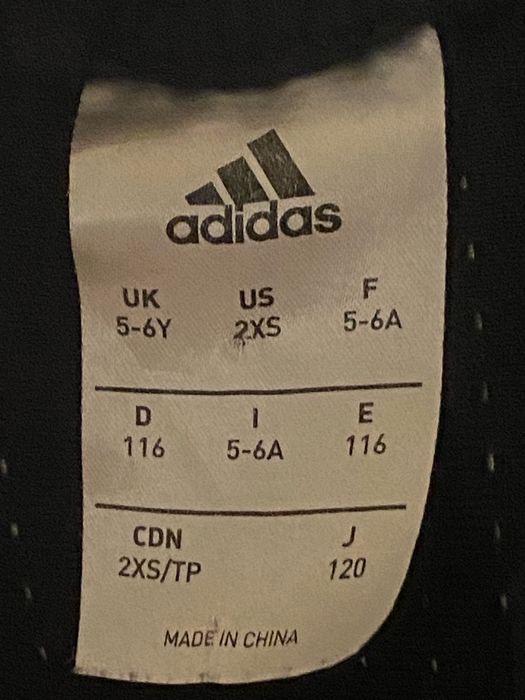 adidas
UK US F
5-6Y 2XS 5-6A
D I E
116 5-6A 116
CDN J
2XS/TP 120
MADE IN CHINA